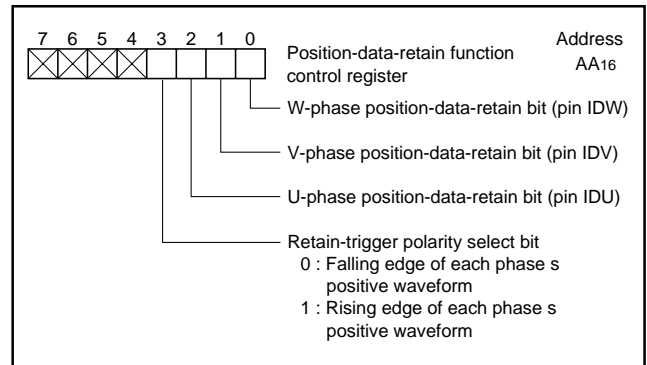 7 6 5 4 3 2 1 0
Position-data-retain function
control register
Address
AA16
W-phase position-data-retain bit (pin IDW)
V-phase position-data-retain bit (pin IDV)
U-phase position-data-retain bit (pin IDU)
Retain-trigger polarity select bit
0 : Falling edge of each phase s
positive waveform
1 : Rising edge of each phase s
positive waveform